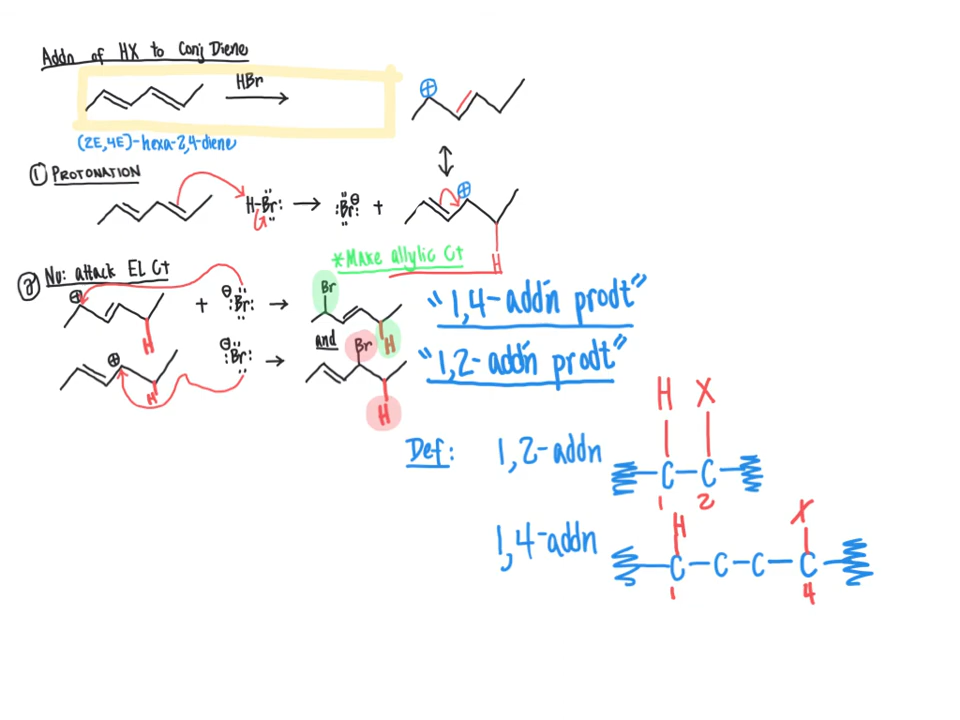 Addn of HX to Conj Diene
HBr
⊕
(2E,4E)-hexa-2,4-diene
① PROTONATION
H-Br: → :Br:⊖ +
⊕
H
*Make allylic C+
② Nu: attack EL C+
⊕
H
+ ⊖:Br: →
Br
H
"1,4-addn prodt"
and
⊕
H
⊖:Br: →
Br
H
"1,2-addn prodt"
Def: 1,2-addn
H X
C-C
1 2
1,4-addn
H X
C-C-C-C
1 4